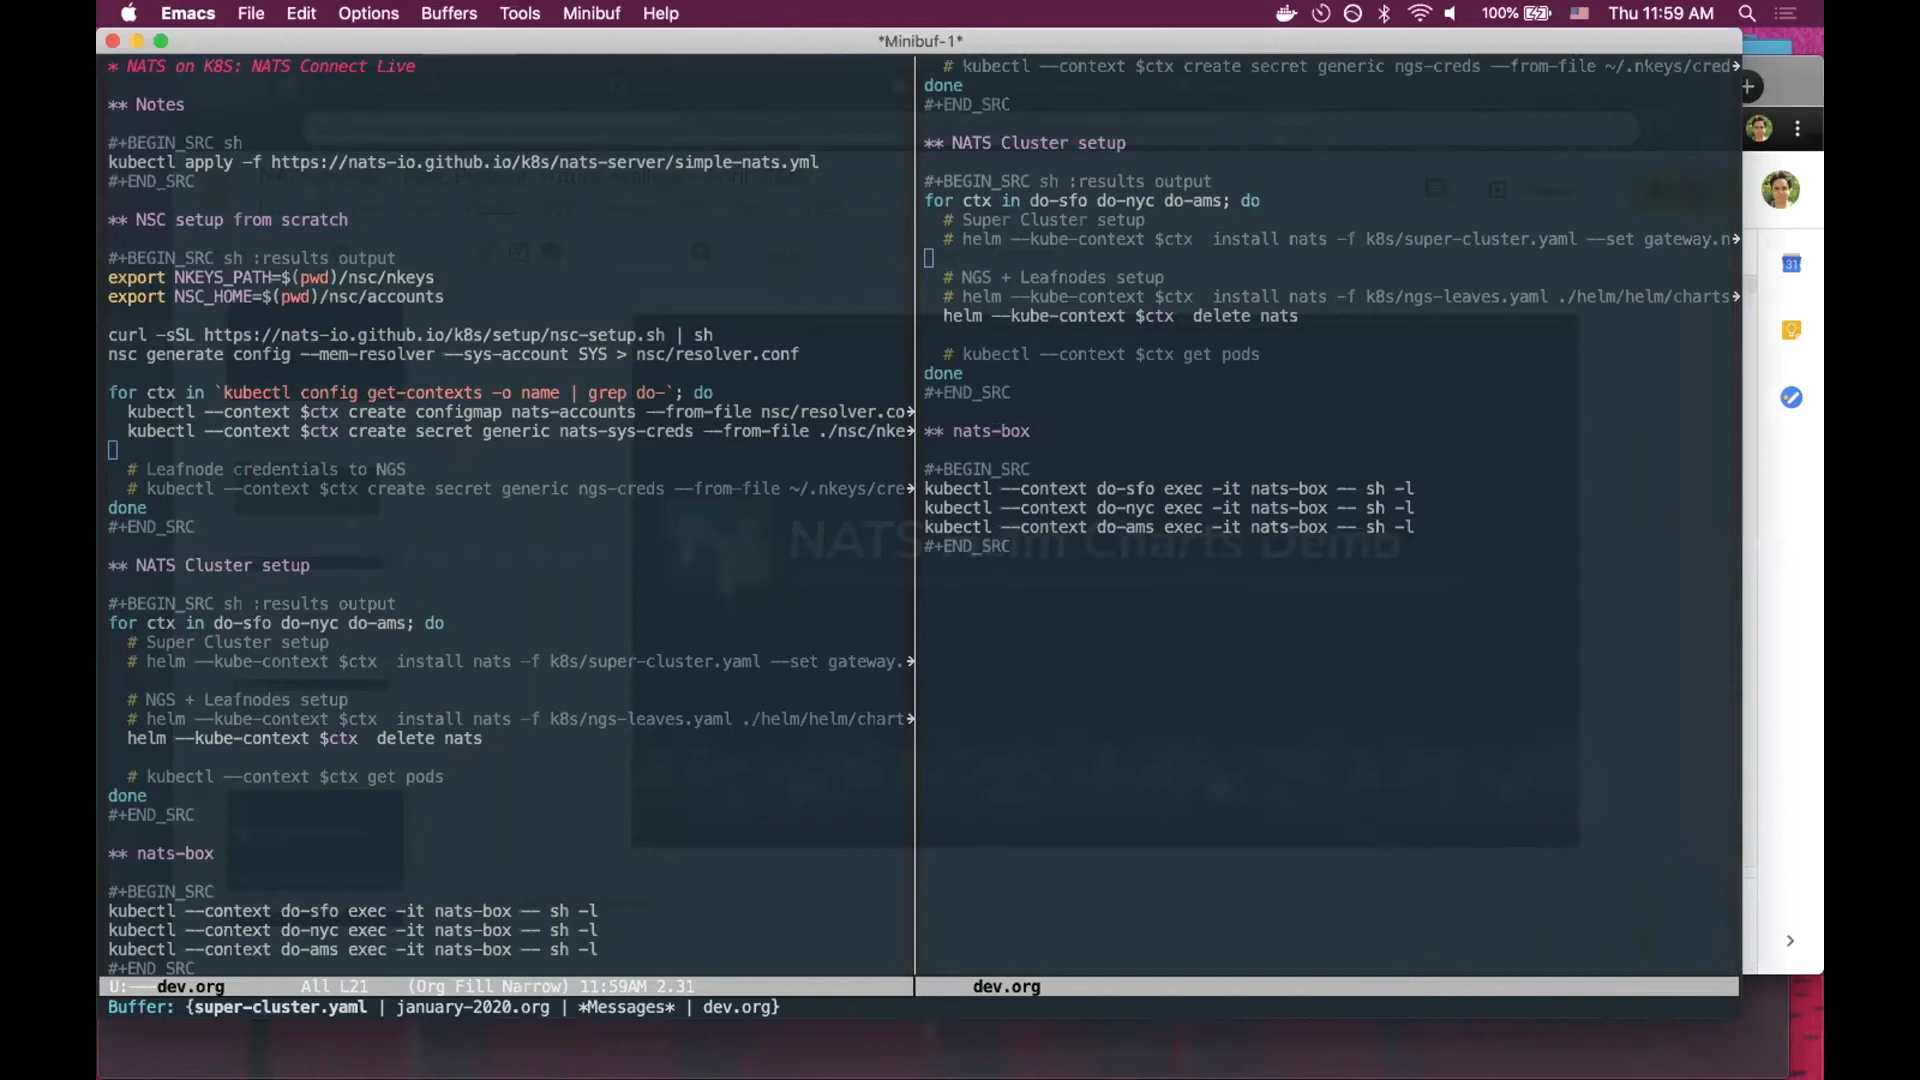 Emacs File Edit Options Buffers Tools Minibuf Help 100% Thu 11:59 AM
*Minibuf-1*
* NATS on K8S: NATS Connect Live
** Notes
#+BEGIN_SRC sh
kubectl apply -f https://nats-io.github.io/k8s/nats-server/simple-nats.yml
#+END_SRC
** NSC setup from scratch
#+BEGIN_SRC sh :results output
export NKEYS_PATH=$(pwd)/nsc/nkeys
export NSC_HOME=$(pwd)/nsc/accounts
curl -sSL https://nats-io.github.io/k8s/setup/nsc-setup.sh | sh
nsc generate config --mem-resolver --sys-account SYS > nsc/resolver.conf
for ctx in `kubectl config get-contexts -o name | grep do-`; do
kubectl --context $ctx create configmap nats-accounts --from-file nsc/resolver.co
kubectl --context $ctx create secret generic nats-sys-creds --from-file ./nsc/nke
# Leafnode credentials to NGS
# kubectl --context $ctx create secret generic ngs-creds --from-file ~/.nkeys/cre
done
#+END_SRC
** NATS Cluster setup
#+BEGIN_SRC sh :results output
for ctx in do-sfo do-nyc do-ams; do
# Super Cluster setup
# helm --kube-context $ctx  install nats -f k8s/super-cluster.yaml --set gateway.
# NGS + Leafnodes setup
# helm --kube-context $ctx  install nats -f k8s/ngs-leaves.yaml ./helm/helm/chart
helm --kube-context $ctx  delete nats
# kubectl --context $ctx get pods
done
#+END_SRC
** nats-box
#+BEGIN_SRC
kubectl --context do-sfo exec -it nats-box -- sh -l
kubectl --context do-nyc exec -it nats-box -- sh -l
kubectl --context do-ams exec -it nats-box -- sh -l
#+END_SRC
U:--- dev.org All L21 (Org Fill Narrow) 11:59AM 2.31
# kubectl --context $ctx create secret generic ngs-creds --from-file ~/.nkeys/cred
done
#+END_SRC
** NATS Cluster setup
#+BEGIN_SRC sh :results output
for ctx in do-sfo do-nyc do-ams; do
# Super Cluster setup
# helm --kube-context $ctx  install nats -f k8s/super-cluster.yaml --set gateway.n
# NGS + Leafnodes setup
# helm --kube-context $ctx  install nats -f k8s/ngs-leaves.yaml ./helm/helm/charts
helm --kube-context $ctx  delete nats
# kubectl --context $ctx get pods
done
#+END_SRC
** nats-box
#+BEGIN_SRC
kubectl --context do-sfo exec -it nats-box -- sh -l
kubectl --context do-nyc exec -it nats-box -- sh -l
kubectl --context do-ams exec -it nats-box -- sh -l
#+END_SRC
NATS Helm Charts Demo
31
dev.org
Buffer: {super-cluster.yaml | january-2020.org | *Messages* | dev.org}